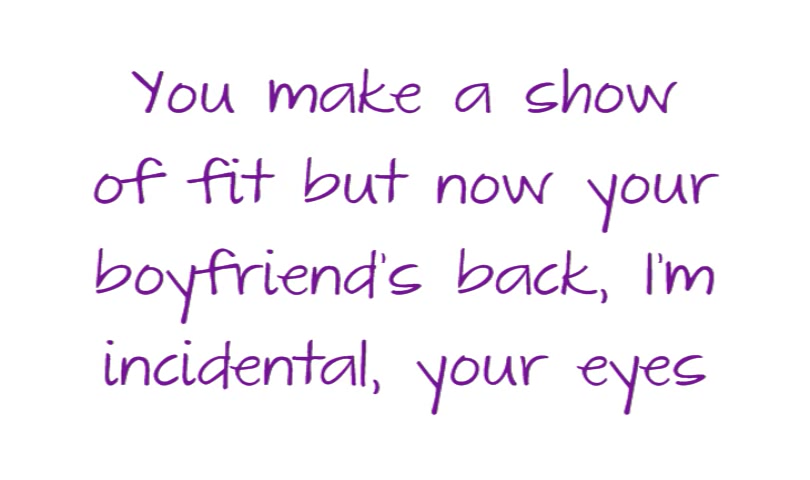 You make a show
of fit but now your
boyfriend's back, I'm
incidental, your eyes